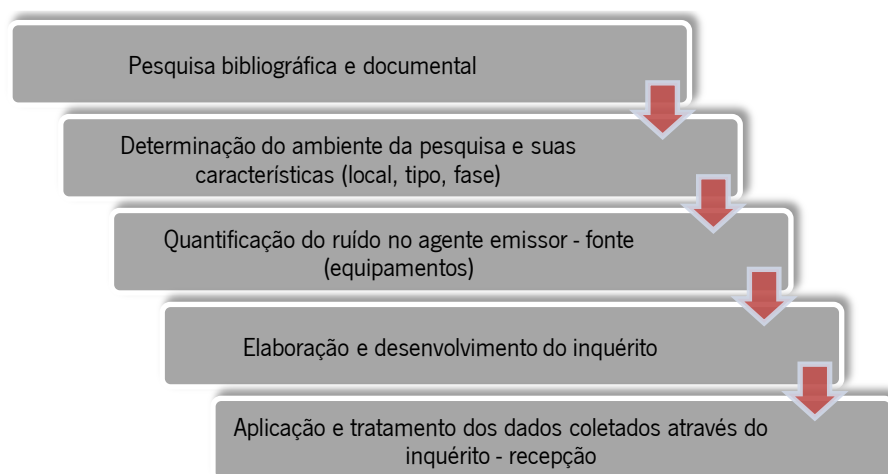 Pesquisa bibliográfica e documental
Determinação do ambiente da pesquisa e suas
características (local, tipo, fase)
Quantificação do ruído no agente emissor - fonte
(equipamentos)
Elaboração e desenvolvimento do inquérito
Aplicação e tratamento dos dados coletados através do
inquérito - recepção